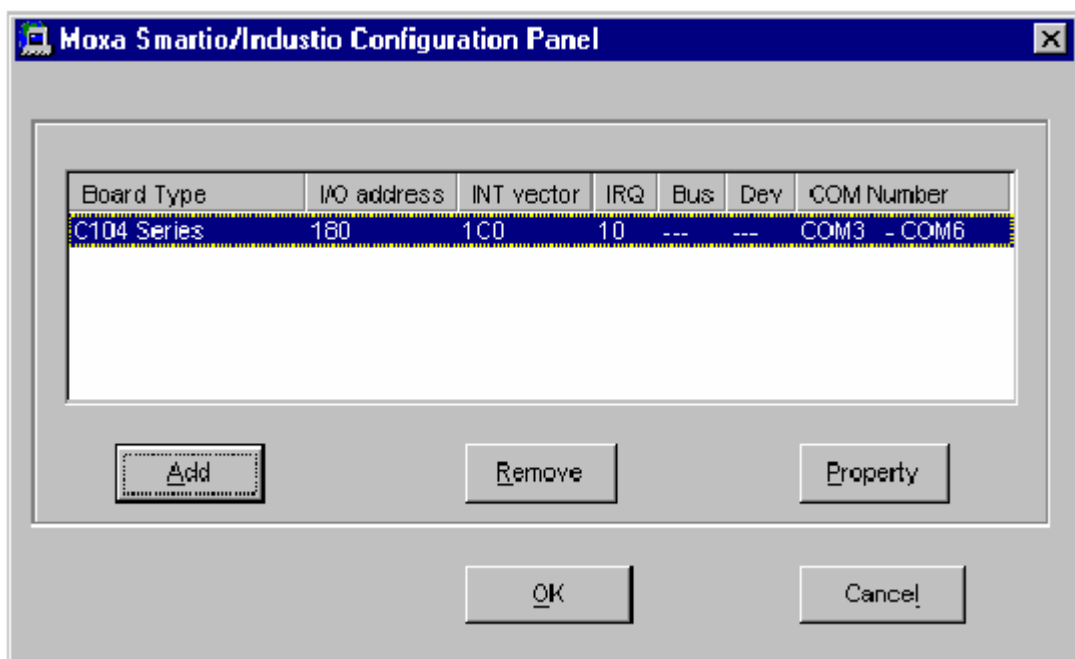 Moxa Smartio/Industio Configuration Panel
Board Type I/O address INT vector IRQ Bus Dev COM Number
C104 Series 180 1C0 10 --- --- COM3 - COM6
Add Remove Property
OK Cancel